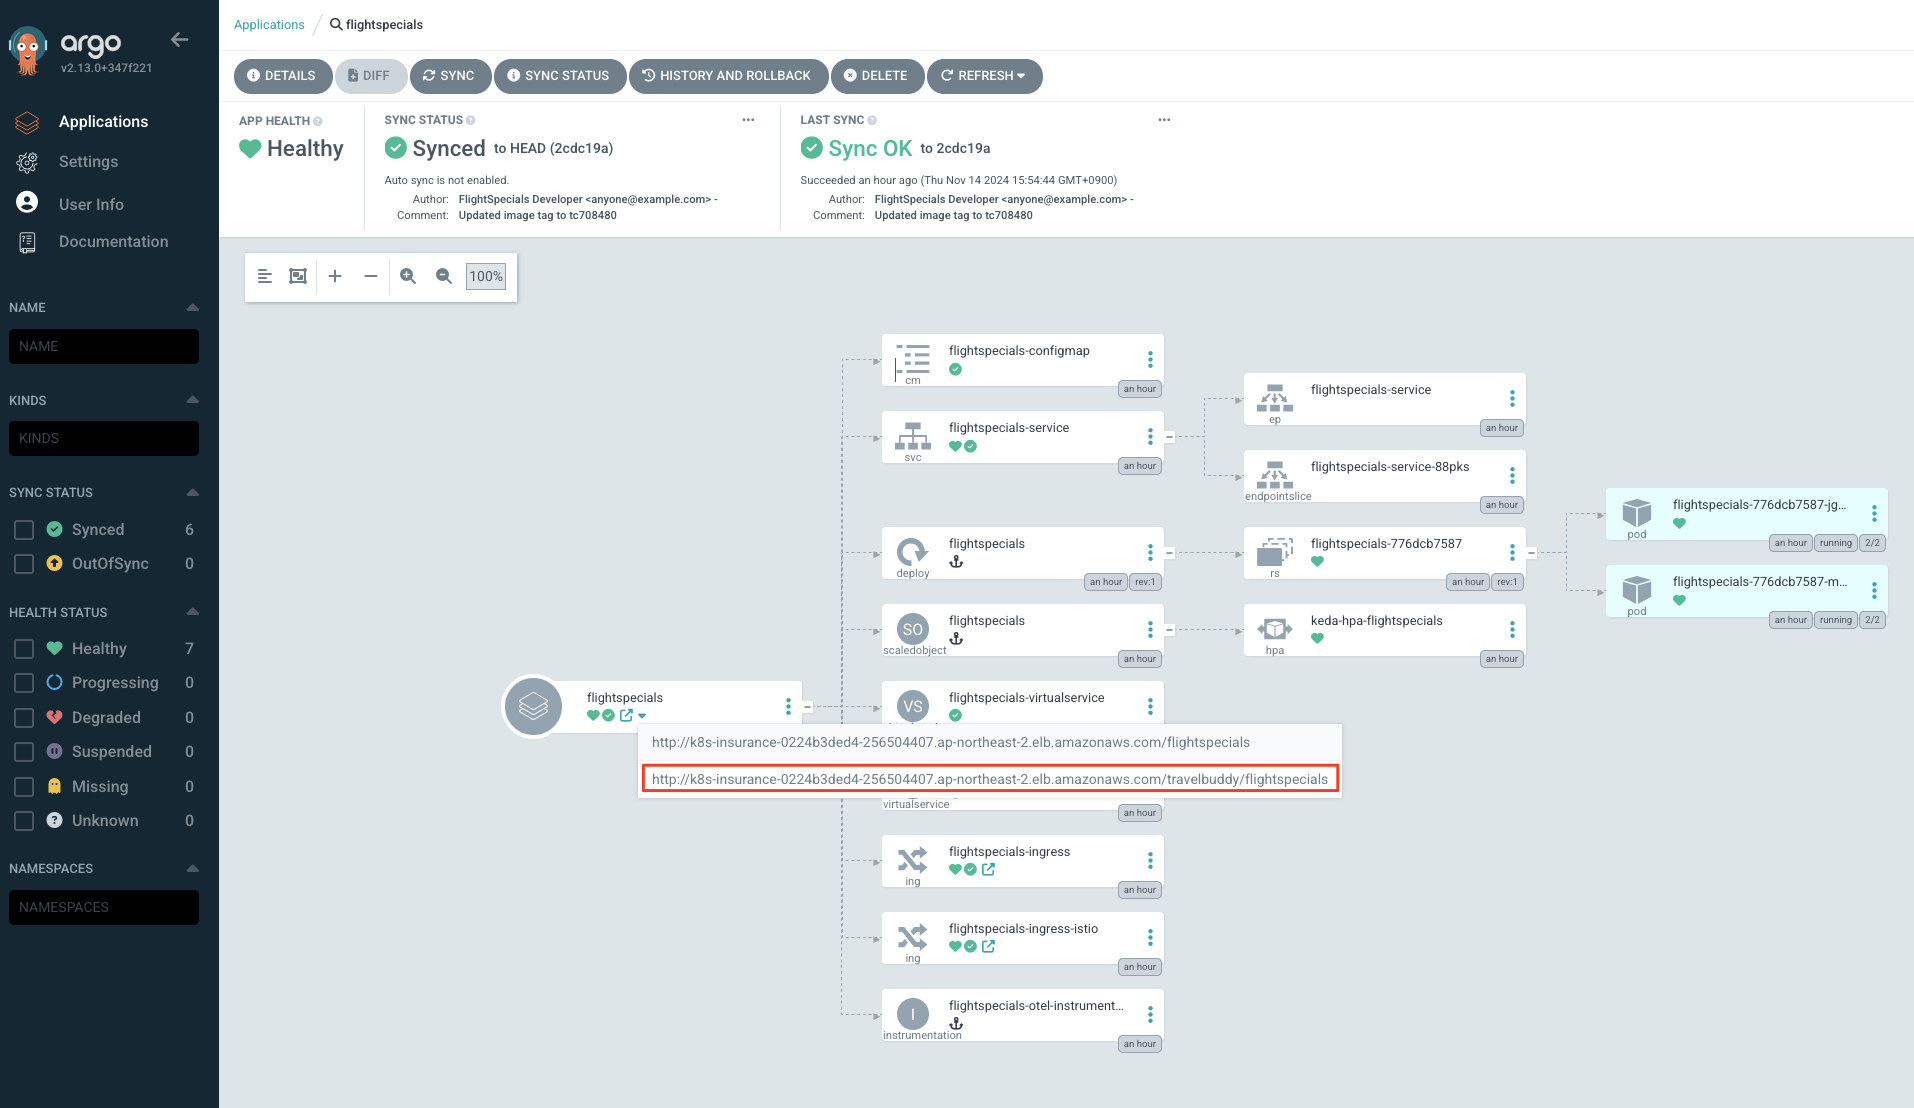 argo
v2.13.0+347f221
Applications
Settings
User Info
Documentation
NAME
NAME
KINDS
KINDS
SYNC STATUS
Synced 6
OutOfSync 0
HEALTH STATUS
Healthy 7
Progressing 0
Degraded 0
Suspended 0
Missing 0
Unknown 0
NAMESPACES
NAMESPACES
Applications / flightspecials
DETAILS DIFF SYNC SYNC STATUS HISTORY AND ROLLBACK DELETE REFRESH
APP HEALTH
Healthy
SYNC STATUS
Synced to HEAD (2cdc19a)
Auto sync is not enabled.
Author: FlightSpecials Developer <anyone@example.com> -
Comment: Updated image tag to tc708480
LAST SYNC
Sync OK to 2cdc19a
Succeeded an hour ago (Thu Nov 14 2024 15:54:44 GMT+0900)
Author: FlightSpecials Developer <anyone@example.com> -
Comment: Updated image tag to tc708480
100%
flightspecials
flightspecials-configmap
cm
an hour
flightspecials-service
svc
an hour
flightspecials-service
ep
an hour
flightspecials-service-88pks
endpointslice
an hour
flightspecials
deploy
an hour rev:1
flightspecials-776dcb7587
rs
an hour rev:1
flightspecials-776dcb7587-jg...
pod
an hour running 2/2
flightspecials-776dcb7587-m...
pod
an hour running 2/2
SO
flightspecials
scaledobject
an hour
keda-hpa-flightspecials
hpa
an hour
VS
flightspecials-virtualservice
http://k8s-insurance-0224b3ded4-256504407.ap-northeast-2.elb.amazonaws.com/flightspecials
http://k8s-insurance-0224b3ded4-256504407.ap-northeast-2.elb.amazonaws.com/travelbuddy/flightspecials
virtualservice
an hour
flightspecials-ingress
ing
an hour
flightspecials-ingress-istio
ing
an hour
I
flightspecials-otel-instrument...
instrumentation
an hour